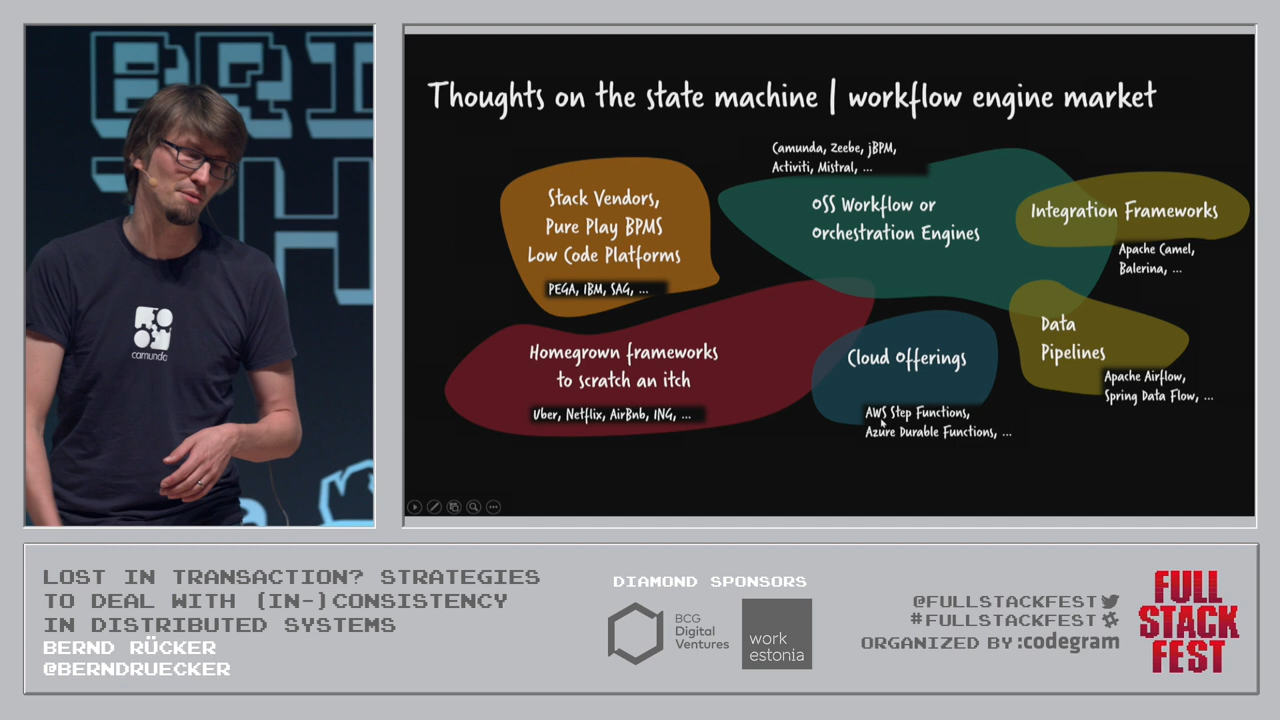 camunda
Thoughts on the state machine | workflow engine market
Camunda, Zeebe, jBPM,
Activiti, Mistral, ...
Stack Vendors,
Pure Play BPMS
Low Code Platforms
PEGA, IBM, SAG, ...
OSS Workflow or
Orchestration Engines
Integration Frameworks
Apache Camel,
Balerina, ...
Homegrown frameworks
to scratch an itch
Uber, Netflix, AirBnb, ING, ...
Cloud Offerings
AWS Step Functions,
Azure Durable Functions, ...
Data
Pipelines
Apache Airflow,
Spring Data Flow, ...
LOST IN TRANSACTION? STRATEGIES
TO DEAL WITH (IN-)CONSISTENCY
IN DISTRIBUTED SYSTEMS
BERND RÜCKER
@BERNDRUECKER
DIAMOND SPONSORS
BCG
Digital
Ventures
work
estonia
@FULLSTACKFEST
#FULLSTACKFEST
ORGANIZED BY :codegram
FULL
STACK
FEST